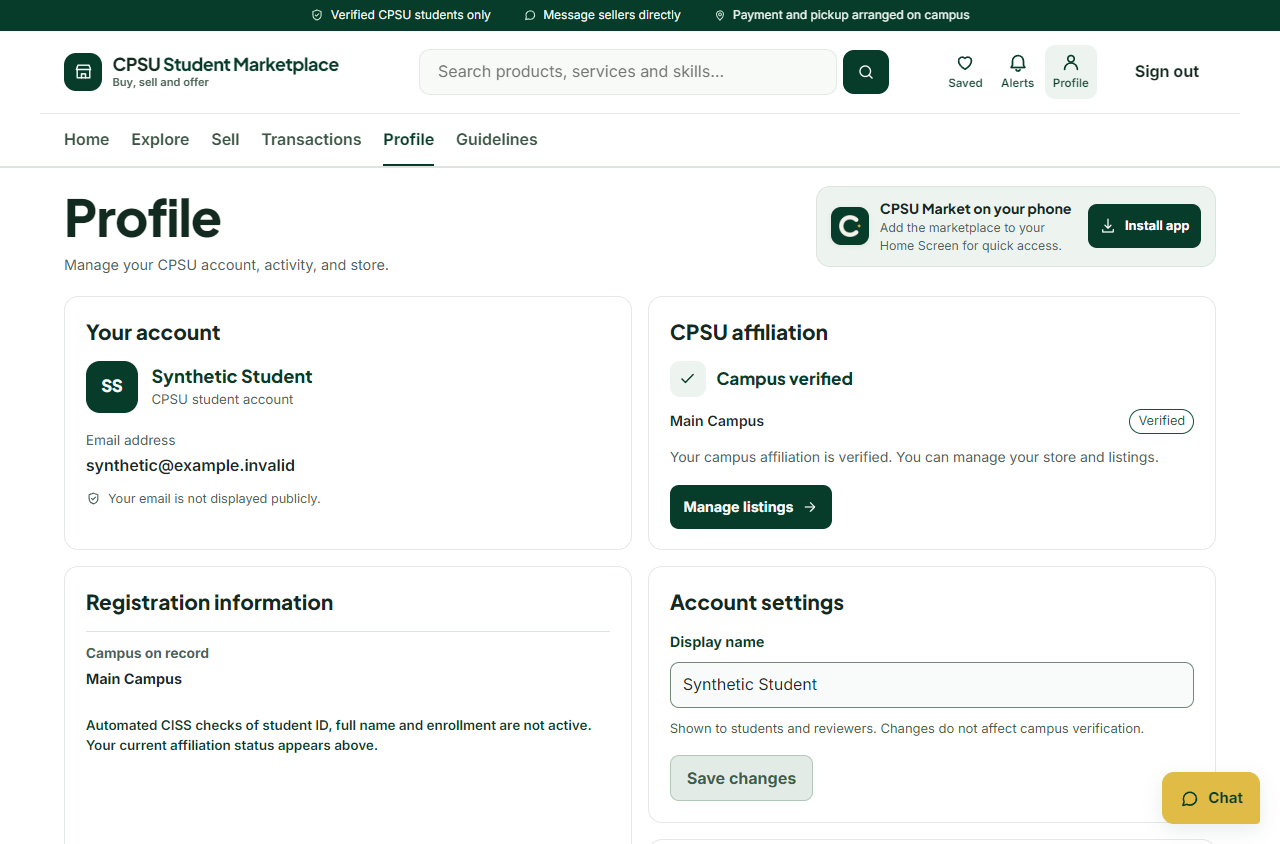 Verified CPSU students only
Message sellers directly
Payment and pickup arranged on campus
CPSU Student Marketplace
Buy, sell and offer
Search products, services and skills...
Saved
Alerts
Profile
Sign out
Home
Explore
Sell
Transactions
Profile
Guidelines
Profile
Manage your CPSU account, activity, and store.
C
CPSU Market on your phone
Add the marketplace to your
Home Screen for quick access.
Install app
Your account
SS
Synthetic Student
CPSU student account
Email address
synthetic@example.invalid
Your email is not displayed publicly.
CPSU affiliation
Campus verified
Main Campus
Verified
Your campus affiliation is verified. You can manage your store and listings.
Manage listings
Registration information
Campus on record
Main Campus
Automated CISS checks of student ID, full name and enrollment are not active.
Your current affiliation status appears above.
Account settings
Display name
Synthetic Student
Shown to students and reviewers. Changes do not affect campus verification.
Save changes
Chat